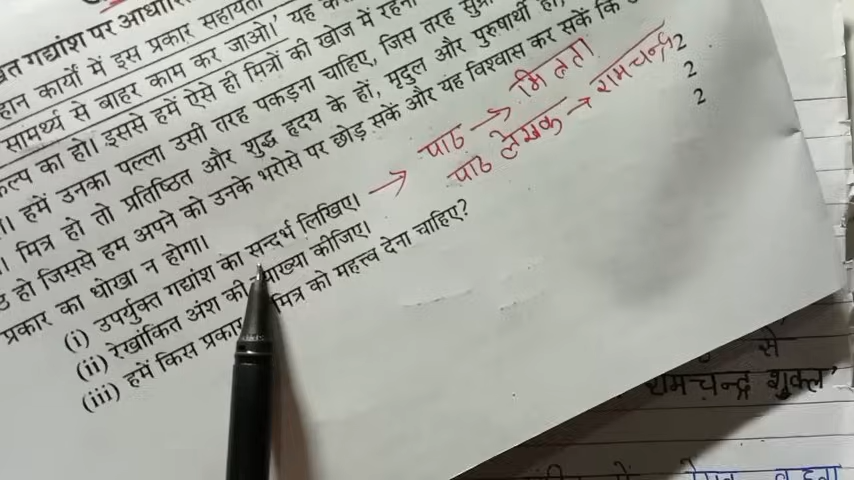 गद्यांश पर आधारित
कार्यों में इस प्रकार सहायता
सामर्थ्य से बाहर काम कर जाओ।' यह
का हो। इससे हमें ऐसे ही मित्रों की खोज में रहना
हमें उनका पल्ला उसी तरह पकड़ना चाहिए, जिस तरह
मित्र हो तो प्रतिष्ठित और शुद्ध हृदय के हों, मृदुल और पुरुषार्थी हों,
हो जिससे हम अपने को उनके भरोसे पर छोड़ सकें और यह विश्वास कर सकें कि
प्रकार का धोखा न होगा।
(i) उपर्युक्त गद्यांश का सन्दर्भ लिखिए। → पाठ → मित्रता 2
पाठ लेखक → रामचन्द्र
(ii) रेखांकित अंश की व्याख्या कीजिए। 2
(iii) हमें किस प्रकार मित्र को महत्त्व देना चाहिए? 2
से
रामचन्द्र शुक्ल'